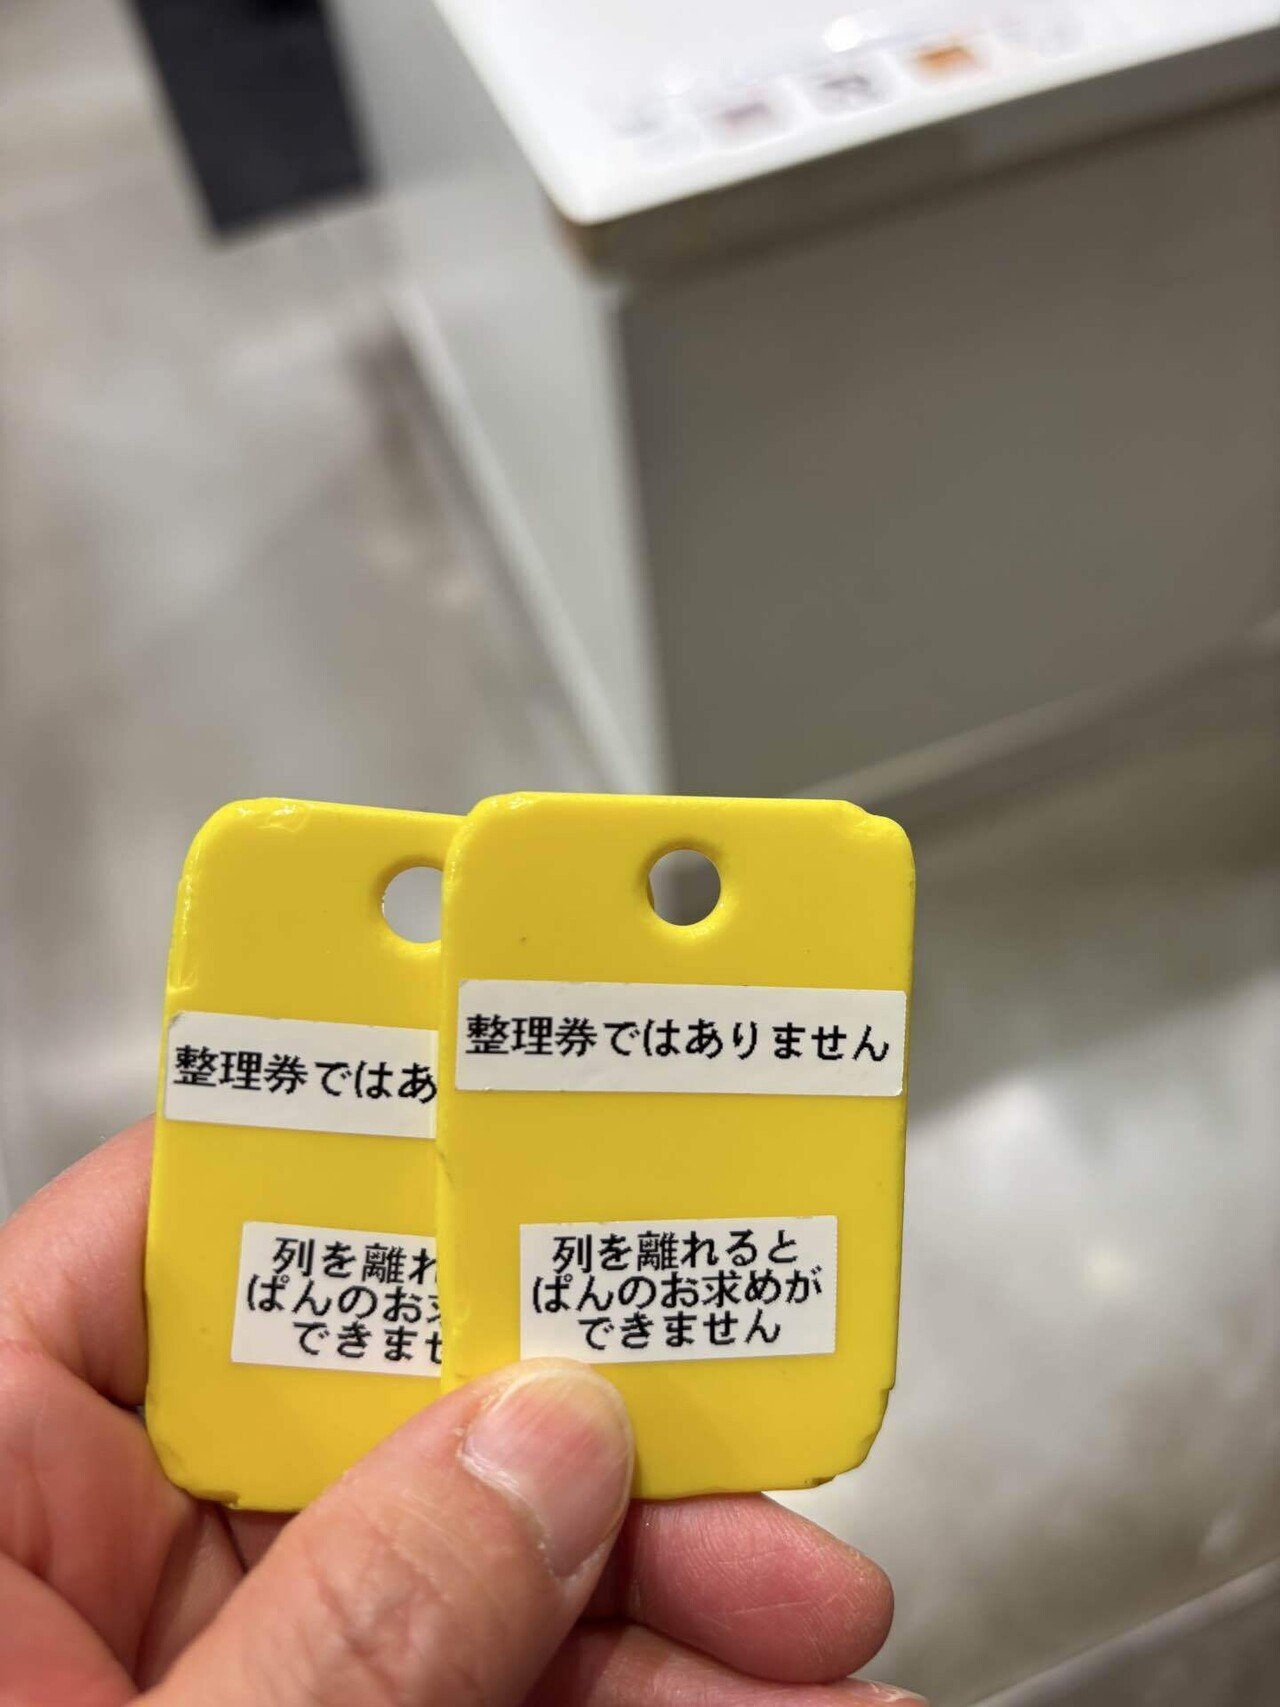 整理券ではあ
列を離れ
ぱんのお求
できませ
整理券ではありません
列を離れると
ぱんのお求めが
できません